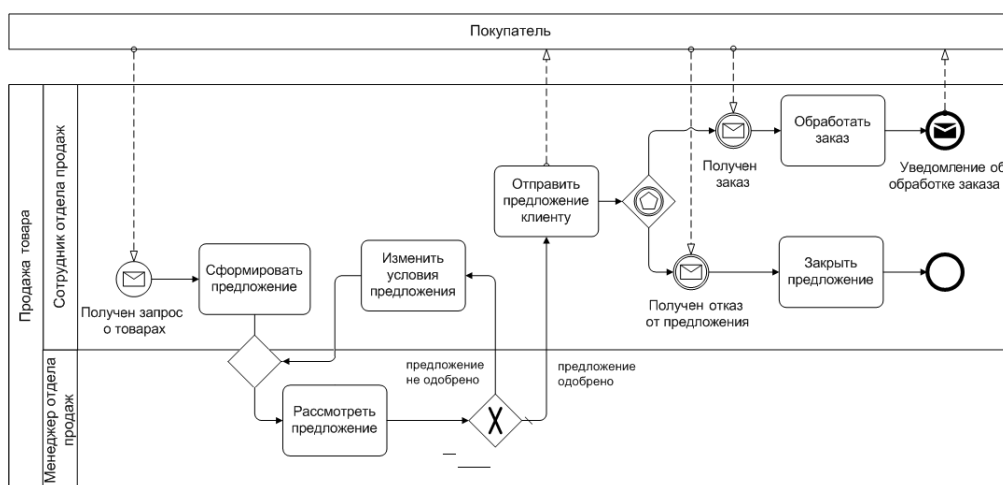 Покупатель
Продажа товара
Сотрудник отдела продаж
Менеджер отдела
продаж
Получен запрос
о товарах
Сформировать
предложение
Изменить
условия
предложения
Рассмотреть
предложение
предложение
не одобрено
предложение
одобрено
Отправить
предложение
клиенту
Получен
заказ
Обработать
заказ
Уведомление об
обработке заказа
Получен отказ
от предложения
Закрыть
предложение